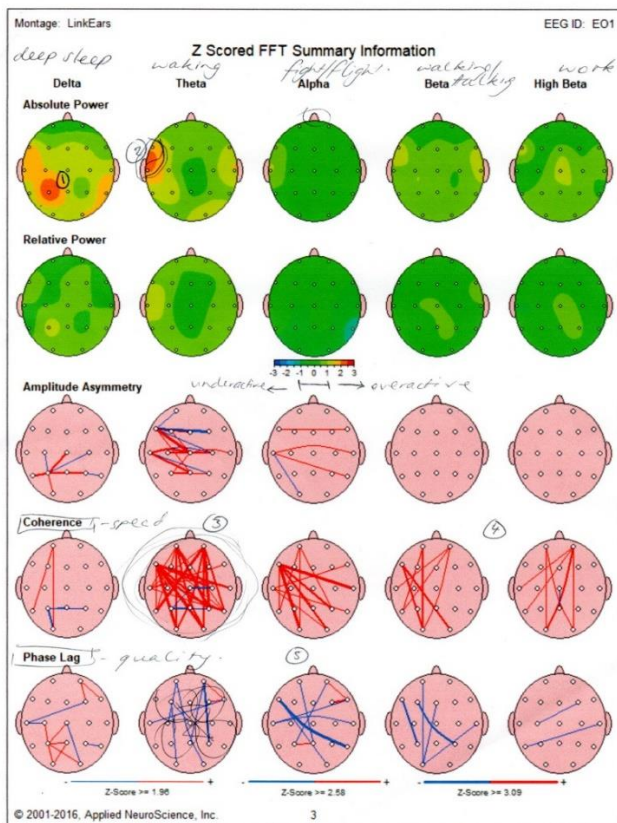 Montage: LinkEars EEG ID: EO1
Z Scored FFT Summary Information
deep sleep waking fight/flight. walking/talking work
Delta Theta Alpha Beta High Beta
Absolute Power
① ②
Relative Power
-3 -2 -1 0 1 2 3
underactive ← → overactive
Amplitude Asymmetry
Coherence - speed ③ ④
Phase Lag - quality. ⑤
- + - + - +
Z-Score >= 1.96 Z-Score >= 2.58 Z-Score >= 3.09
© 2001-2016, Applied NeuroScience, Inc. 3